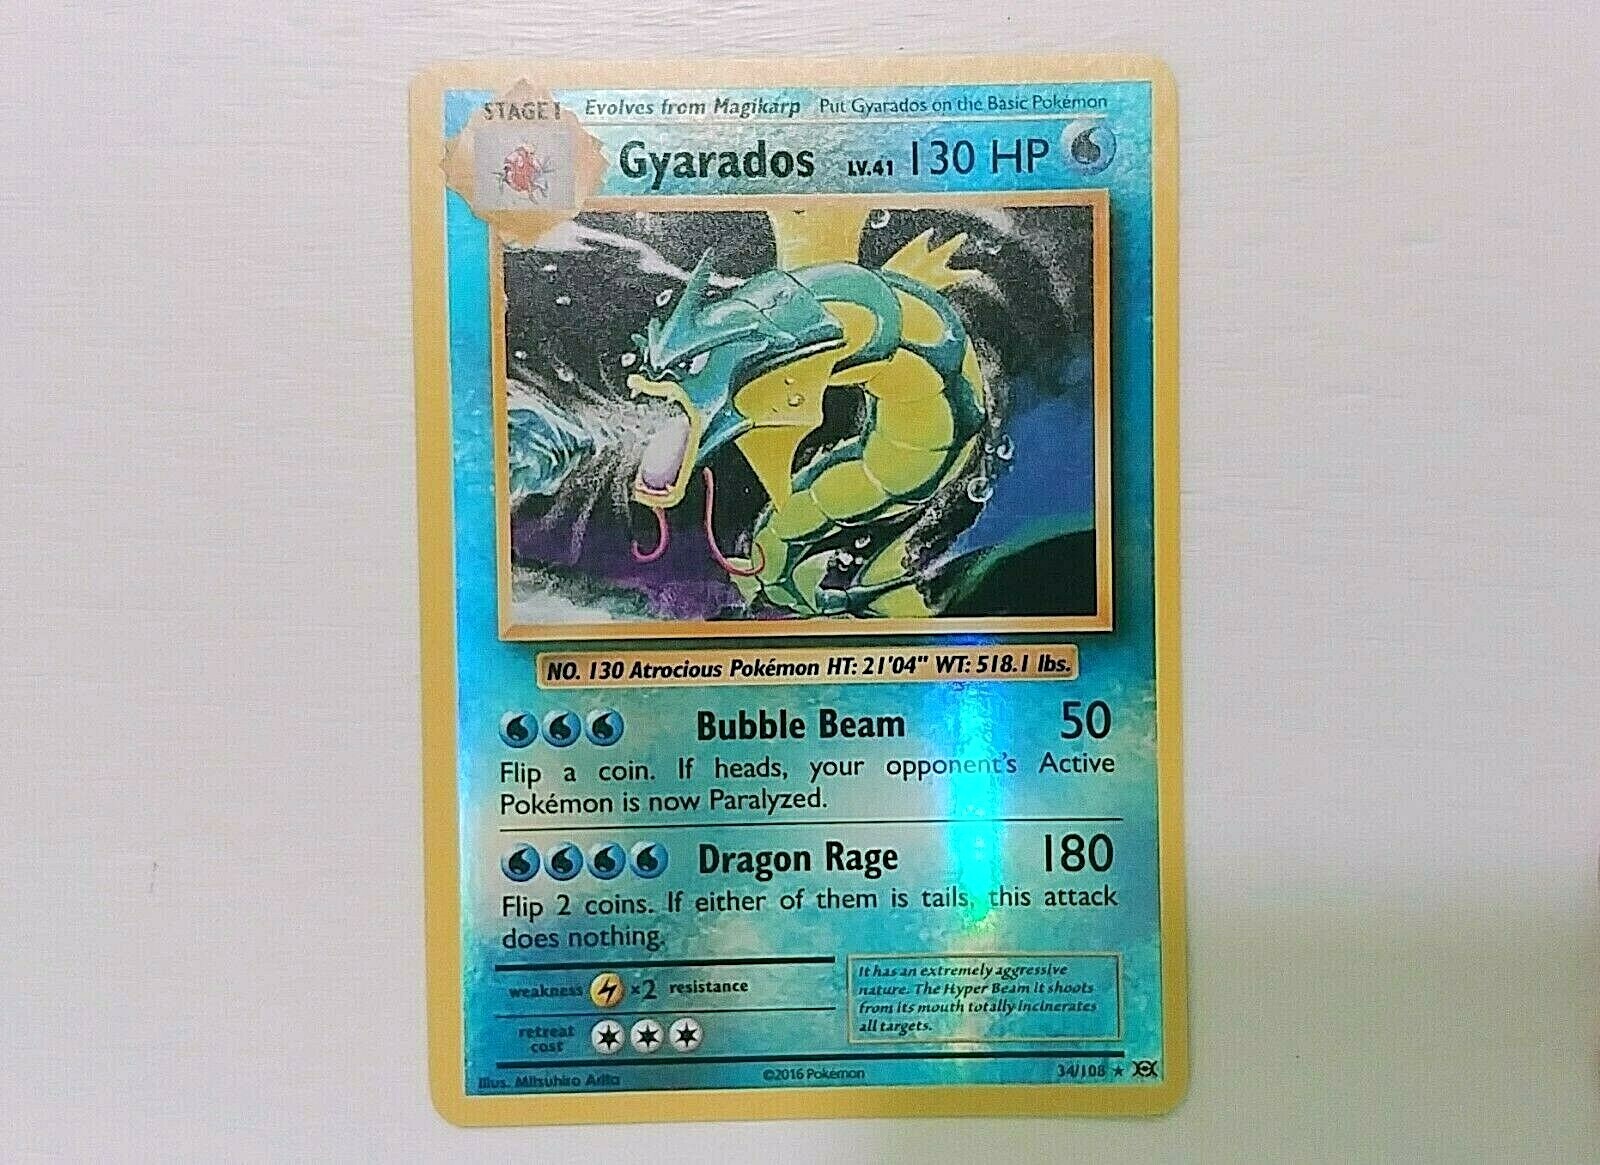 STAGE 1 Evolves from Magikarp Put Gyarados on the Basic Pokémon
Gyarados LV.41 130 HP
NO. 130 Atrocious Pokémon HT: 21'04" WT: 518.1 lbs.
Bubble Beam 50
Flip a coin. If heads, your opponent's Active
Pokémon is now Paralyzed.
Dragon Rage 180
Flip 2 coins. If either of them is tails, this attack
does nothing.
weakness ×2 resistance
retreat
cost
It has an extremely aggressive
nature. The Hyper Beam it shoots
from its mouth totally incinerates
all targets.
Illus. Mitsuhiro Arita ©2016 Pokémon 34/108 ★